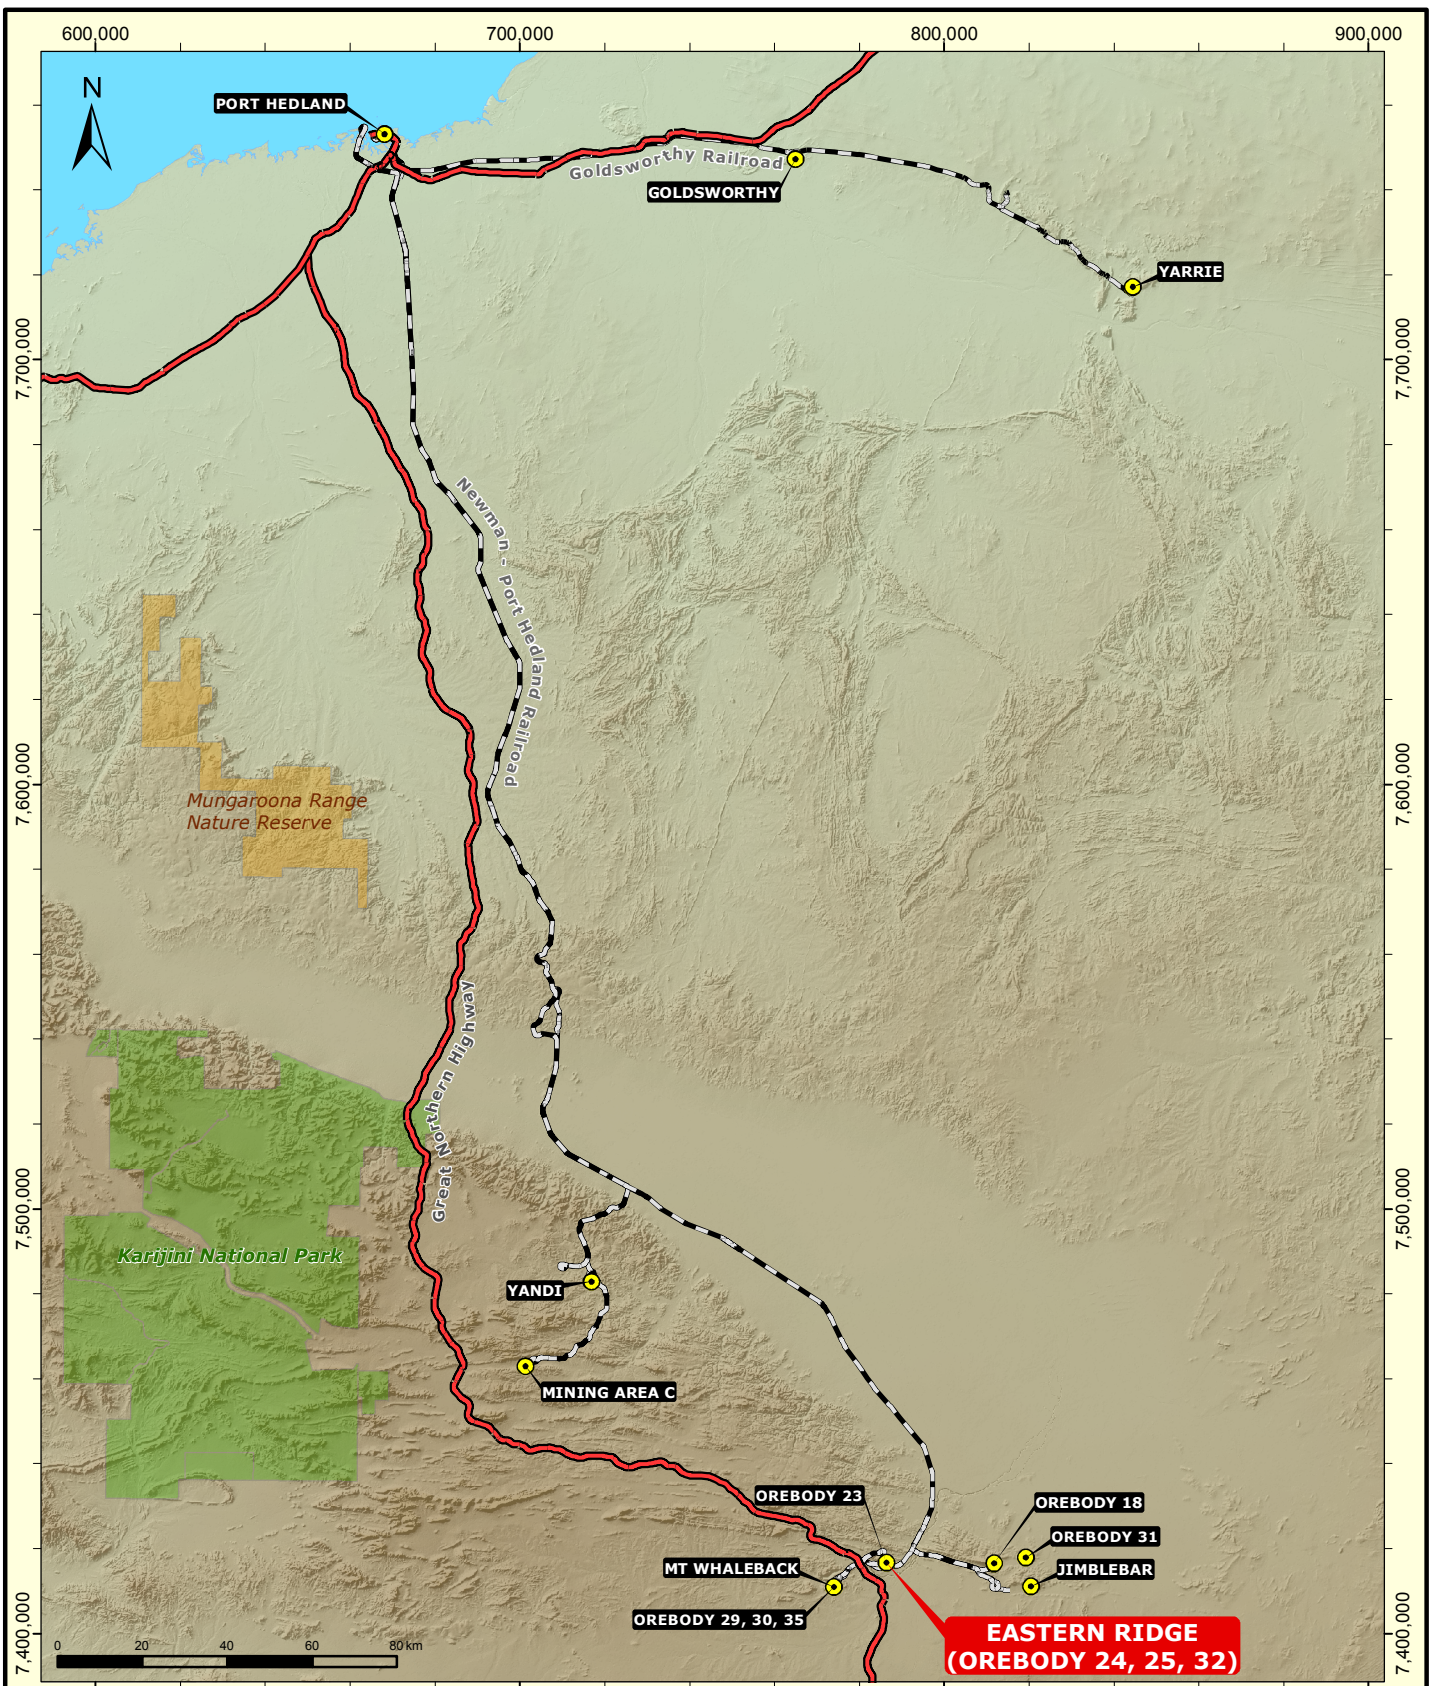 600,000
700,000
800,000
900,000
N
PORT HEDLAND
Goldsworthy Railroad
GOLDSWORTHY
YARRIE
7,700,000
7,700,000
Newman - Port Hedland Railroad
7,600,000
7,600,000
Mungaroona Range
Nature Reserve
Great Northern Highway
7,500,000
7,500,000
Karijini National Park
YANDI
MINING AREA C
OREBODY 23
OREBODY 18
OREBODY 31
MT WHALEBACK
JIMBLEBAR
OREBODY 29, 30, 35
EASTERN RIDGE
(OREBODY 24, 25, 32)
7,400,000
7,400,000
0 20 40 60 80 km